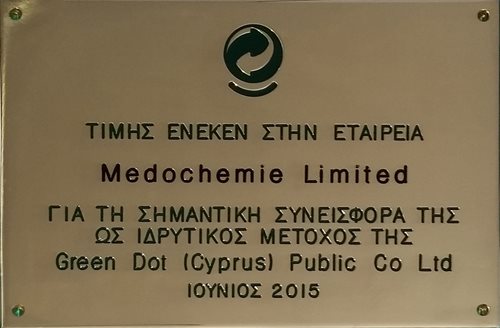 ΤΙΜΗΣ ΕΝΕΚΕΝ ΣΤΗΝ ΕΤΑΙΡΕΙΑ
Medochemie Limited
ΓΙΑ ΤΗ ΣΗΜΑΝΤΙΚΗ ΣΥΝΕΙΣΦΟΡΑ ΤΗΣ
ΩΣ ΙΔΡΥΤΙΚΟΣ ΜΕΤΟΧΟΣ ΤΗΣ
Green Dot (Cyprus) Public Co Ltd
ΙΟΥΝΙΟΣ 2015